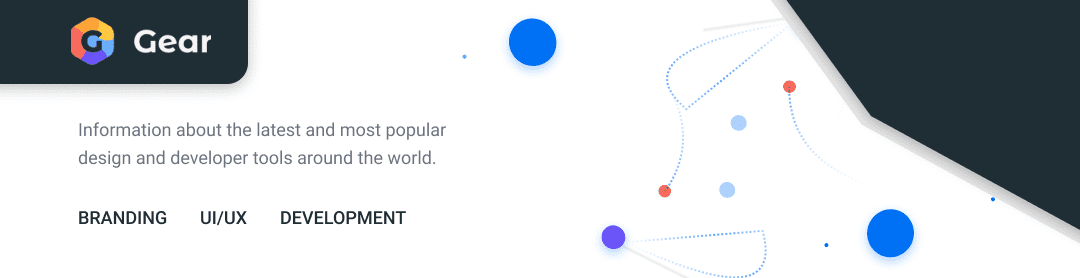 Gear
Information about the latest and most popular
design and developer tools around the world.
BRANDING UI/UX DEVELOPMENT